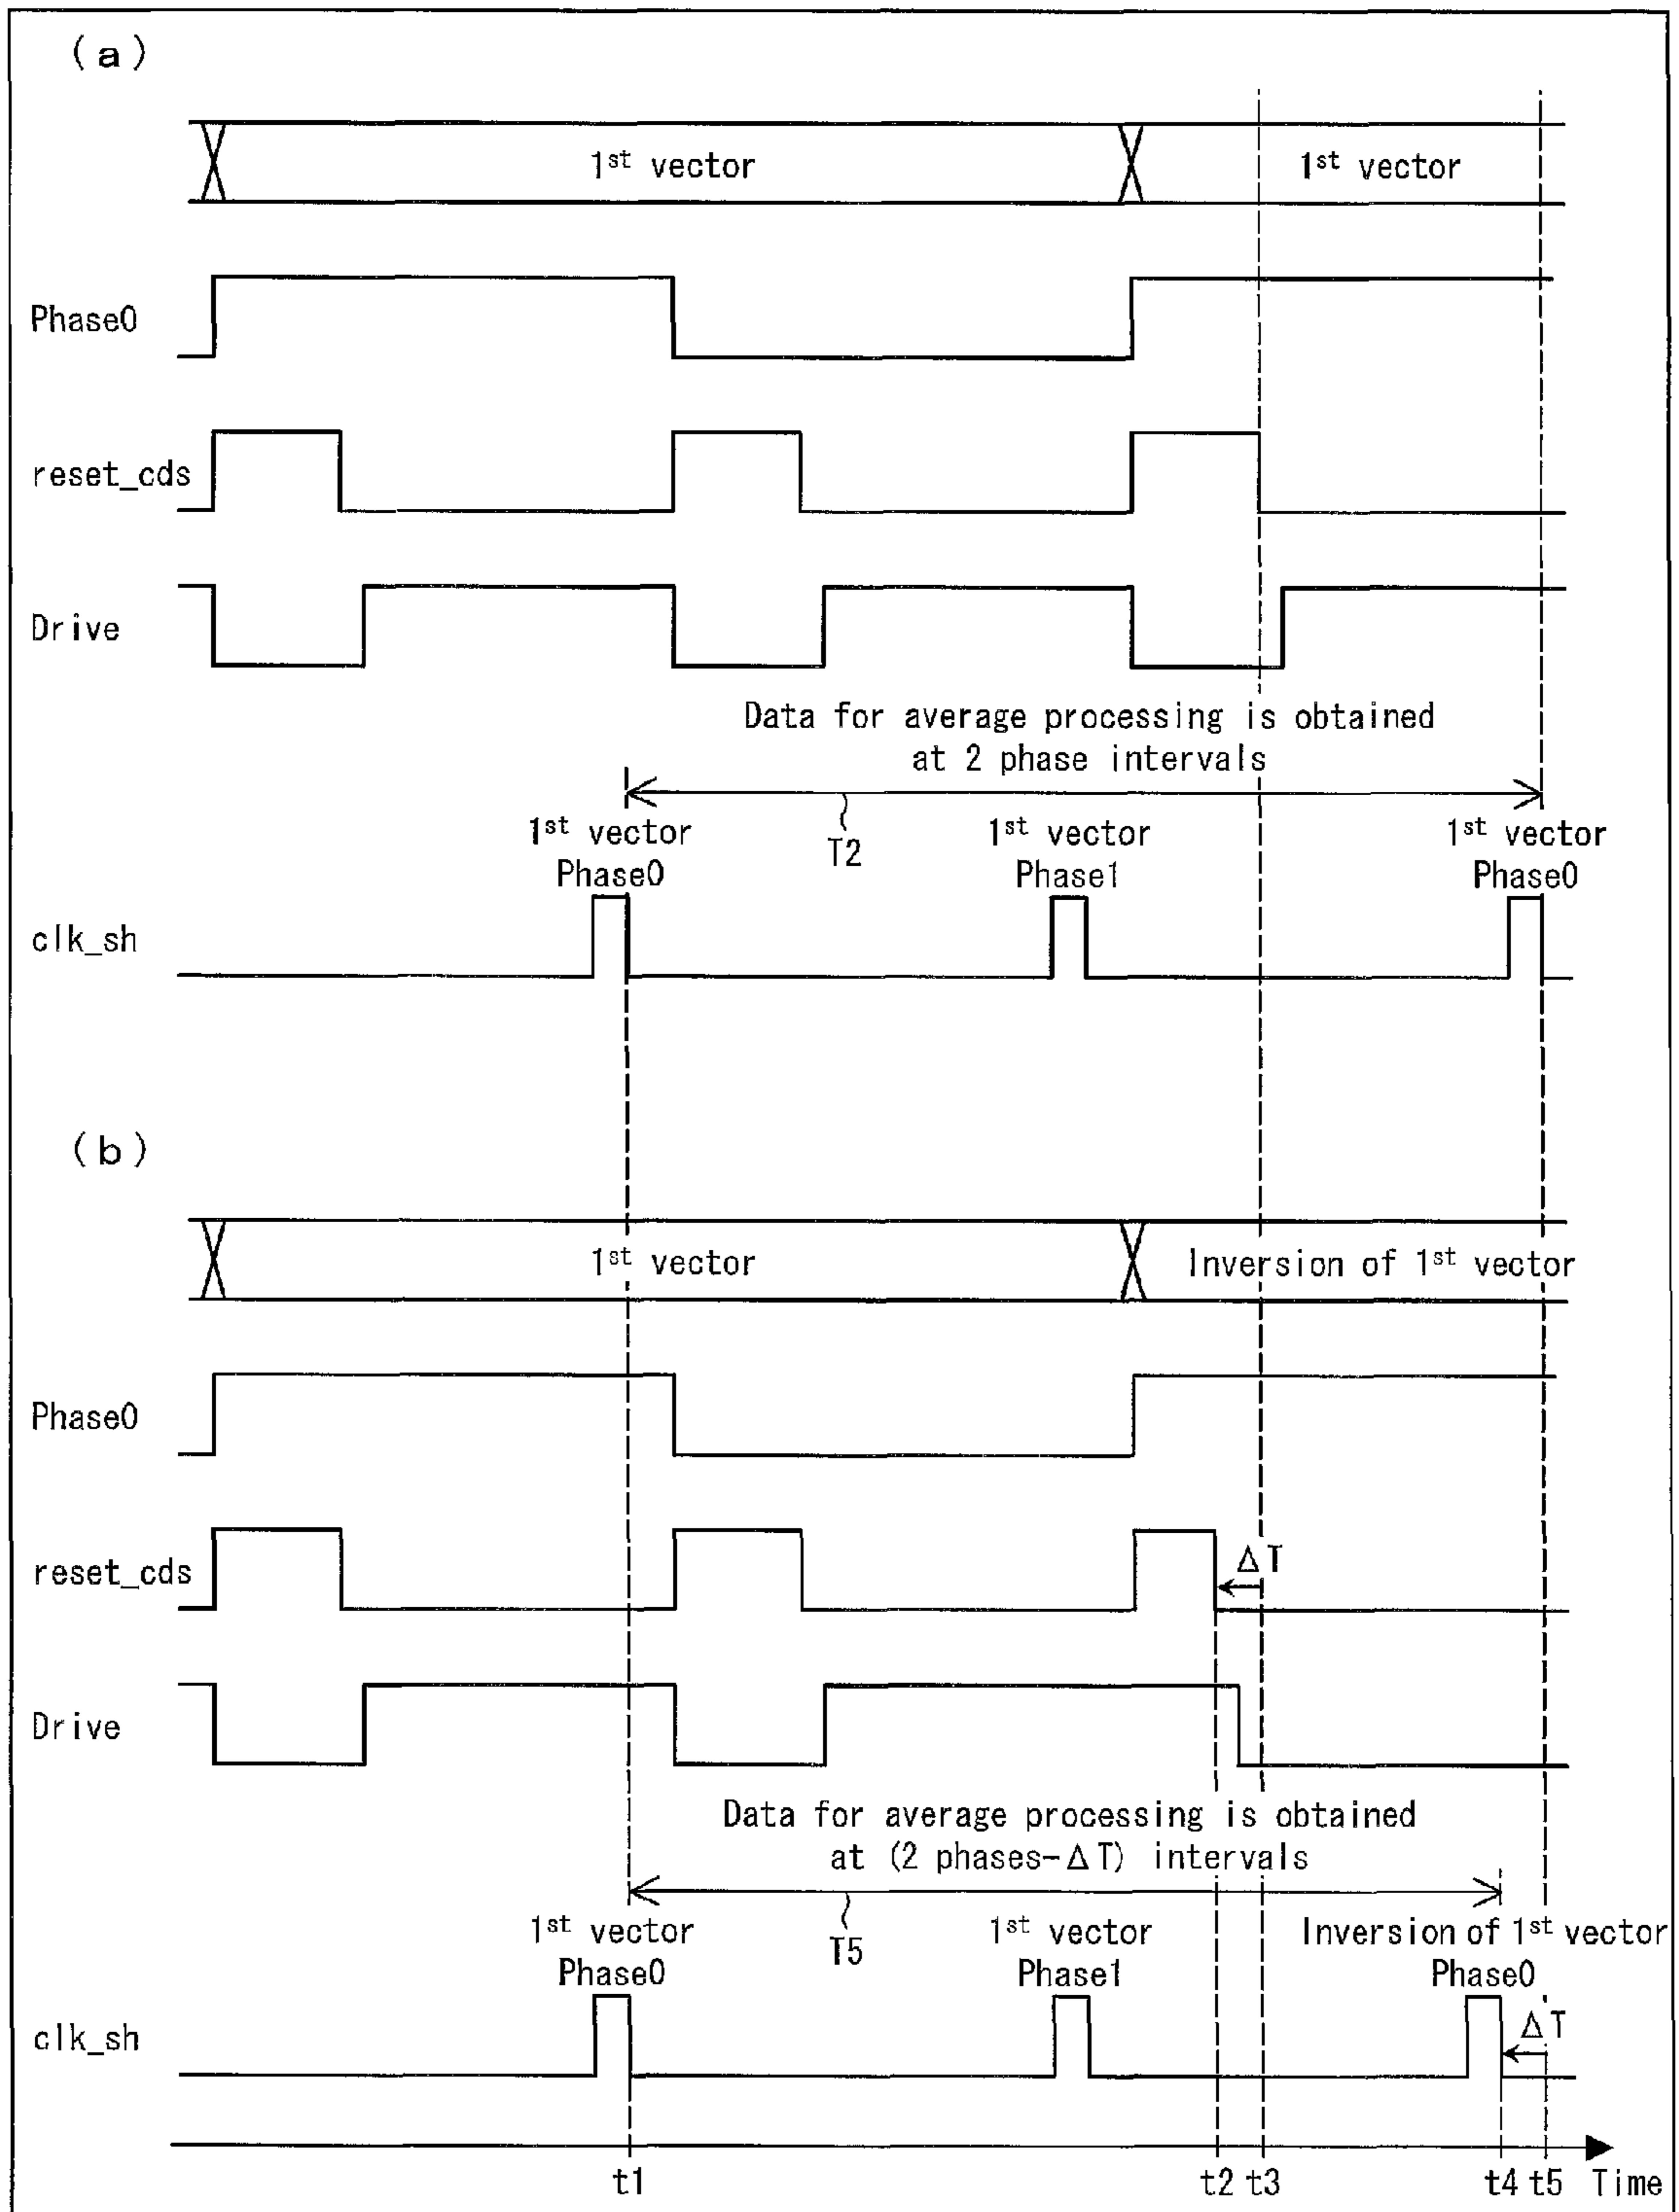 (a)
1st vector 1st vector
Phase0
reset_cds
Drive
Data for average processing is obtained
at 2 phase intervals
T2
1st vector 1st vector 1st vector
Phase0 Phase1 Phase0
clk_sh
(b)
1st vector Inversion of 1st vector
Phase0
reset_cds
ΔT
Drive
Data for average processing is obtained
at (2 phases-ΔT) intervals
T5
1st vector 1st vector Inversion of 1st vector
Phase0 Phase1 Phase0
clk_sh
ΔT
t1 t2 t3 t4 t5 Time